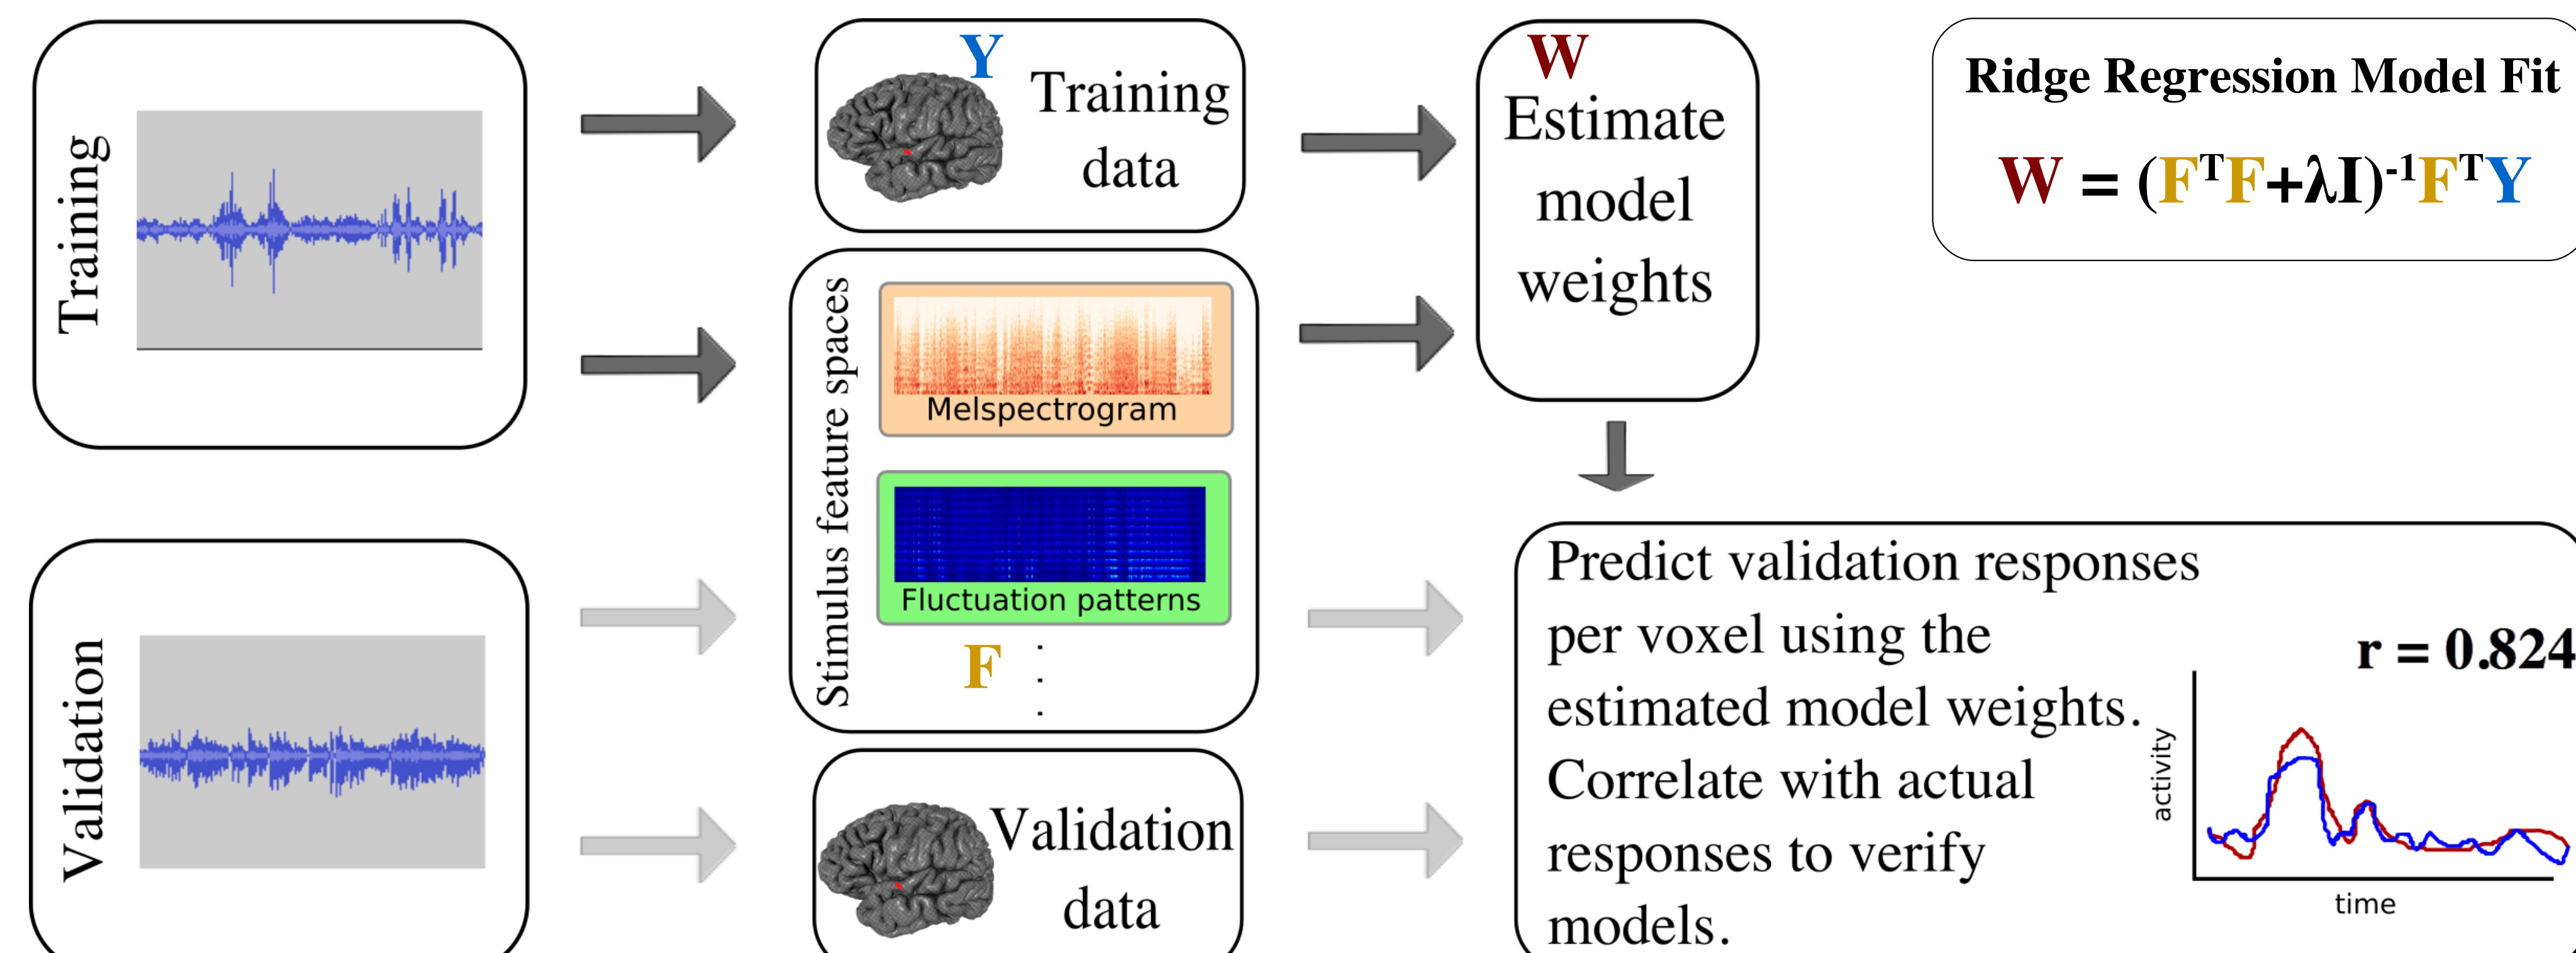 Training
Y
Training
data
W
Estimate
model
weights
Ridge Regression Model Fit
W = (FᵀF+λI)⁻¹FᵀY
Stimulus feature spaces
Melspectrogram
Fluctuation patterns
F
Validation
Validation
data
Predict validation responses
per voxel using the
estimated model weights.
Correlate with actual
responses to verify
models.
r = 0.824
activity
time